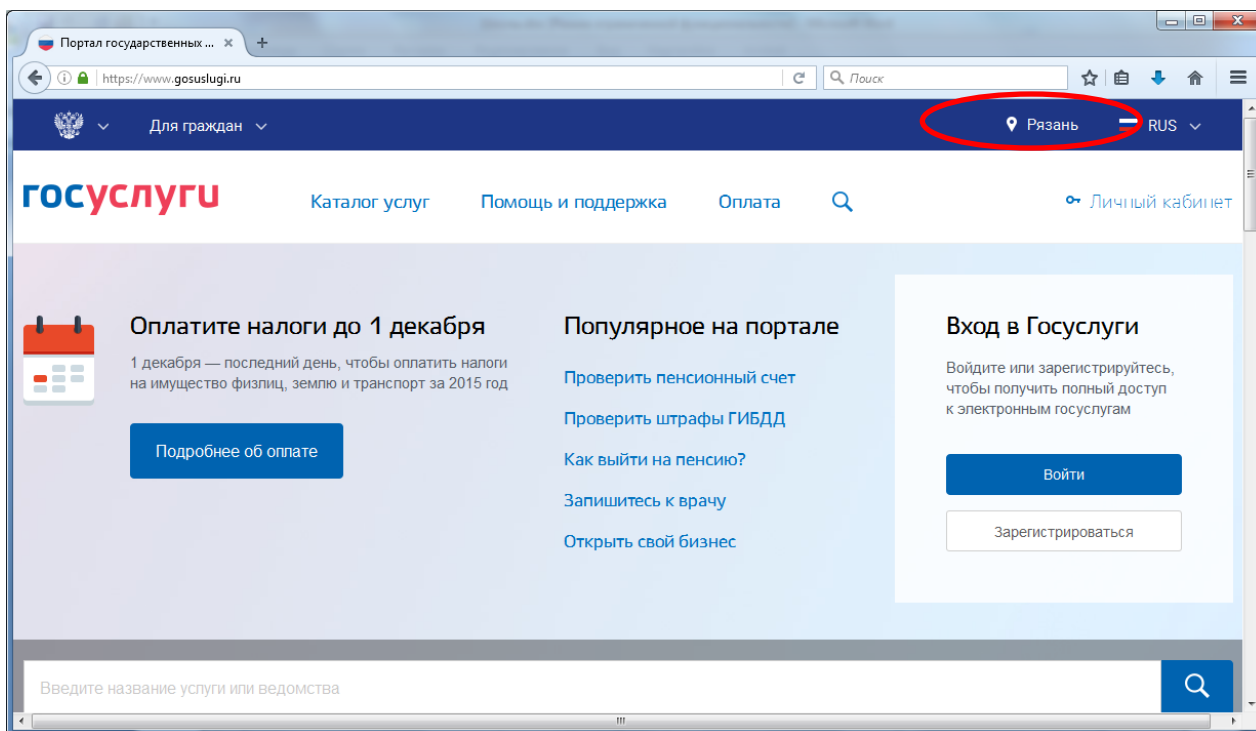 Портал государственных ...
https://www.gosuslugi.ru
Поиск
Для граждан
Рязань
RUS
госуслуги
Каталог услуг
Помощь и поддержка
Оплата
Личный кабинет
Оплатите налоги до 1 декабря
1 декабря — последний день, чтобы оплатить налоги
на имущество физлиц, землю и транспорт за 2015 год
Подробнее об оплате
Популярное на портале
Проверить пенсионный счет
Проверить штрафы ГИБДД
Как выйти на пенсию?
Запишитесь к врачу
Открыть свой бизнес
Вход в Госуслуги
Войдите или зарегистрируйтесь,
чтобы получить полный доступ
к электронным госуслугам
Войти
Зарегистрироваться
Введите название услуги или ведомства